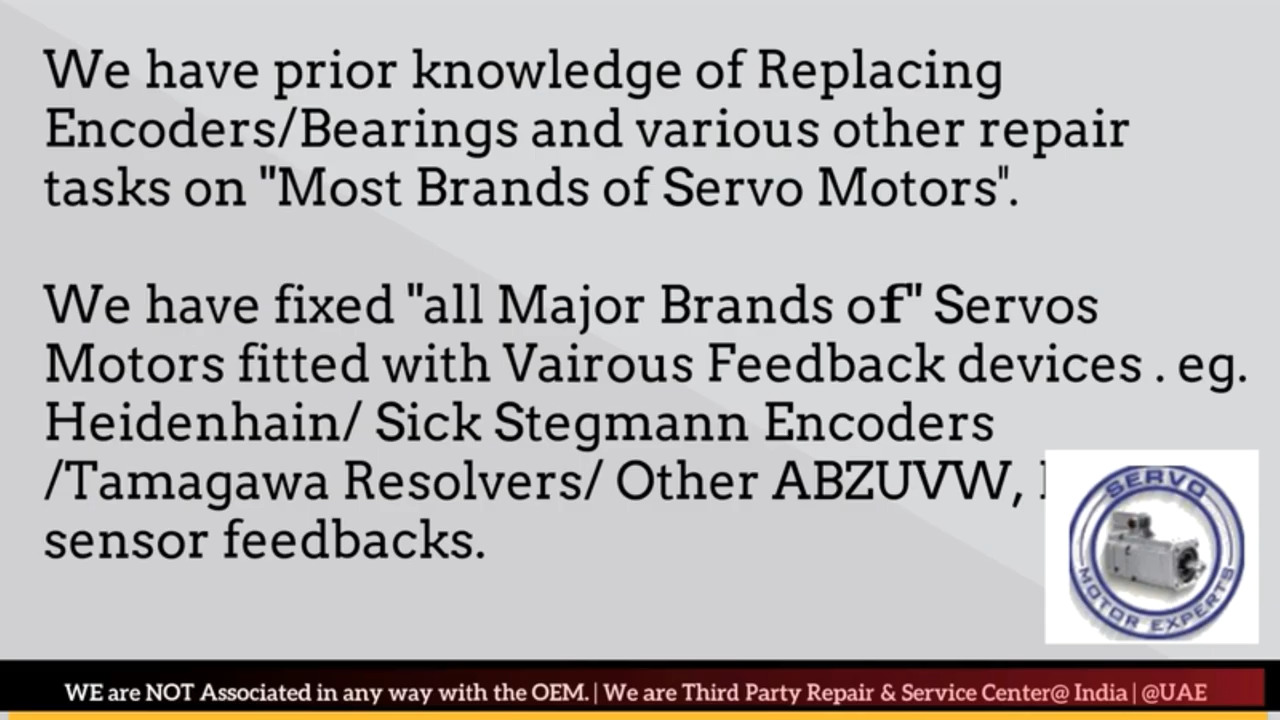 We have prior knowledge of Replacing
Encoders/Bearings and various other repair
tasks on "Most Brands of Servo Motors".
We have fixed "all Major Brands of" Servos
Motors fitted with Vairous Feedback devices . eg.
Heidenhain/ Sick Stegmann Encoders
/Tamagawa Resolvers/ Other ABZUVW,
sensor feedbacks.
SERVO
MOTOR EXPERTS
WE are NOT Associated in any way with the OEM. | We are Third Party Repair & Service Center@ India | @UAE